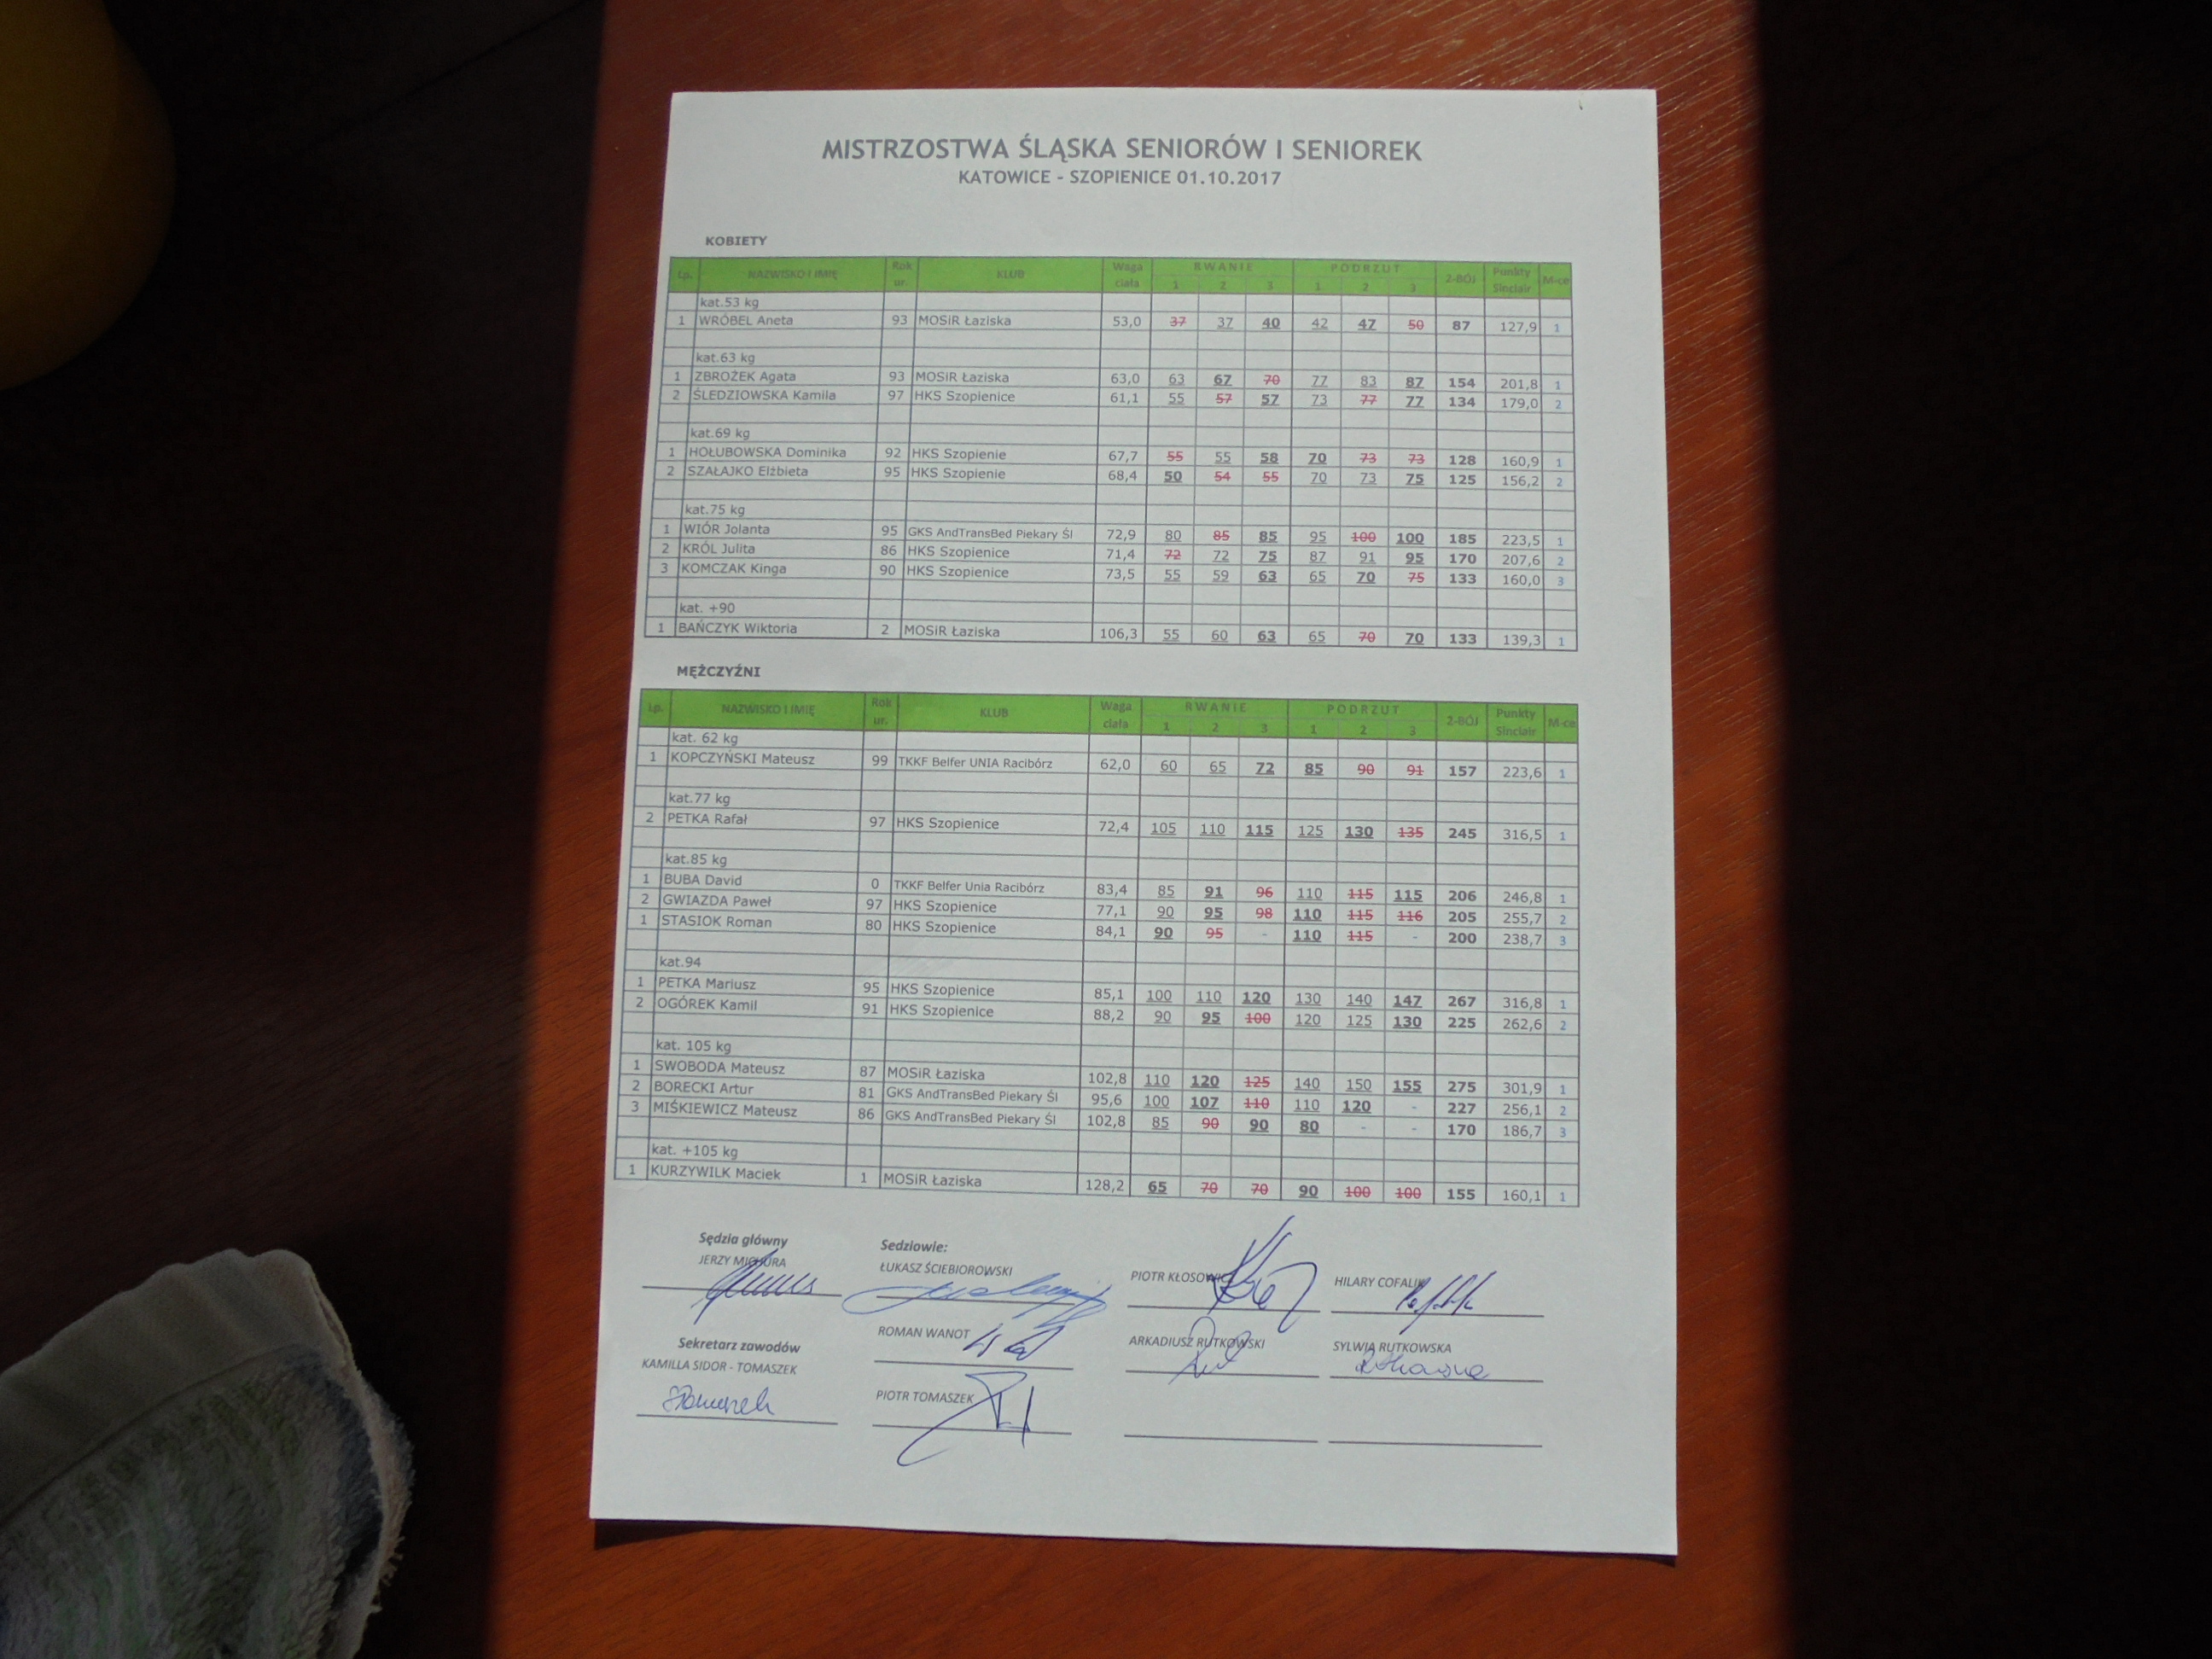 MISTRZOSTWA ŚLĄSKA SENIORÓW I SENIOREK
KATOWICE - SZOPIENICE 01.10.2017
KOBIETY
Lp. NAZWISKO I IMIĘ Rok ur. KLUB Waga ciała RWANIE 1 2 3 PODRZUT 1 2 3 2-BÓJ Punkty Sinclair M-ce
kat.53 kg
1 WRÓBEL Aneta 93 MOSiR Łaziska 53,0 37 37 40 42 47 50 87 127,9 1
kat.63 kg
1 ZBROŻEK Agata 93 MOSiR Łaziska 63,0 63 67 70 77 83 87 154 201,8 1
2 ŚLEDZIOWSKA Kamila 97 HKS Szopienice 61,1 55 57 57 73 77 77 134 179,0 2
kat.69 kg
1 HOŁUBOWSKA Dominika 92 HKS Szopienie 67,7 55 55 58 70 73 73 128 160,9 1
2 SZAŁAJKO Elżbieta 95 HKS Szopienie 68,4 50 54 55 70 73 75 125 156,2 2
kat.75 kg
1 WIÓR Jolanta 95 GKS AndTransBed Piekary Śl 72,9 80 85 85 95 100 100 185 223,5 1
2 KRÓL Julita 86 HKS Szopienice 71,4 72 72 75 87 91 95 170 207,6 2
3 KOMCZAK Kinga 90 HKS Szopienice 73,5 55 59 63 65 70 75 133 160,0 3
kat. +90
1 BAŃCZYK Wiktoria 2 MOSiR Łaziska 106,3 55 60 63 65 70 70 133 139,3 1
MĘŻCZYŹNI
Lp. NAZWISKO I IMIĘ Rok ur. KLUB Waga ciała RWANIE 1 2 3 PODRZUT 1 2 3 2-BÓJ Punkty Sinclair M-ce
kat. 62 kg
1 KOPCZYŃSKI Mateusz 99 TKKF Belfer UNIA Racibórz 62,0 60 65 72 85 90 91 157 223,6 1
kat.77 kg
2 PETKA Rafał 97 HKS Szopienice 72,4 105 110 115 125 130 135 245 316,5 1
kat.85 kg
1 BUBA David 0 TKKF Belfer Unia Racibórz 83,4 85 91 96 110 115 115 206 246,8 1
2 GWIAZDA Paweł 97 HKS Szopienice 77,1 90 95 98 110 115 116 205 255,7 2
1 STASIOK Roman 80 HKS Szopienice 84,1 90 95 - 110 115 - 200 238,7 3
kat.94
1 PETKA Mariusz 95 HKS Szopienice 85,1 100 110 120 130 140 147 267 316,8 1
2 OGÓREK Kamil 91 HKS Szopienice 88,2 90 95 100 120 125 130 225 262,6 2
kat. 105 kg
1 SWOBODA Mateusz 87 MOSiR Łaziska 102,8 110 120 125 140 150 155 275 301,9 1
2 BORECKI Artur 81 GKS AndTransBed Piekary Śl 95,6 100 107 110 110 120 - 227 256,1 2
3 MIŚKIEWICZ Mateusz 86 GKS AndTransBed Piekary Śl 102,8 85 90 90 80 - - 170 186,7 3
kat. +105 kg
1 KURZYWILK Maciek 1 MOSiR Łaziska 128,2 65 70 70 90 100 100 155 160,1 1
Sędzia główny Sedziowie:
JERZY MICHURA ŁUKASZ ŚCIEBIOROWSKI PIOTR KŁOSOWICZ HILARY COFALIK
ROMAN WANOT ARKADIUSZ RUTKOWSKI SYLWIA RUTKOWSKA
Sekretarz zawodów
KAMILLA SIDOR - TOMASZEK
PIOTR TOMASZEK